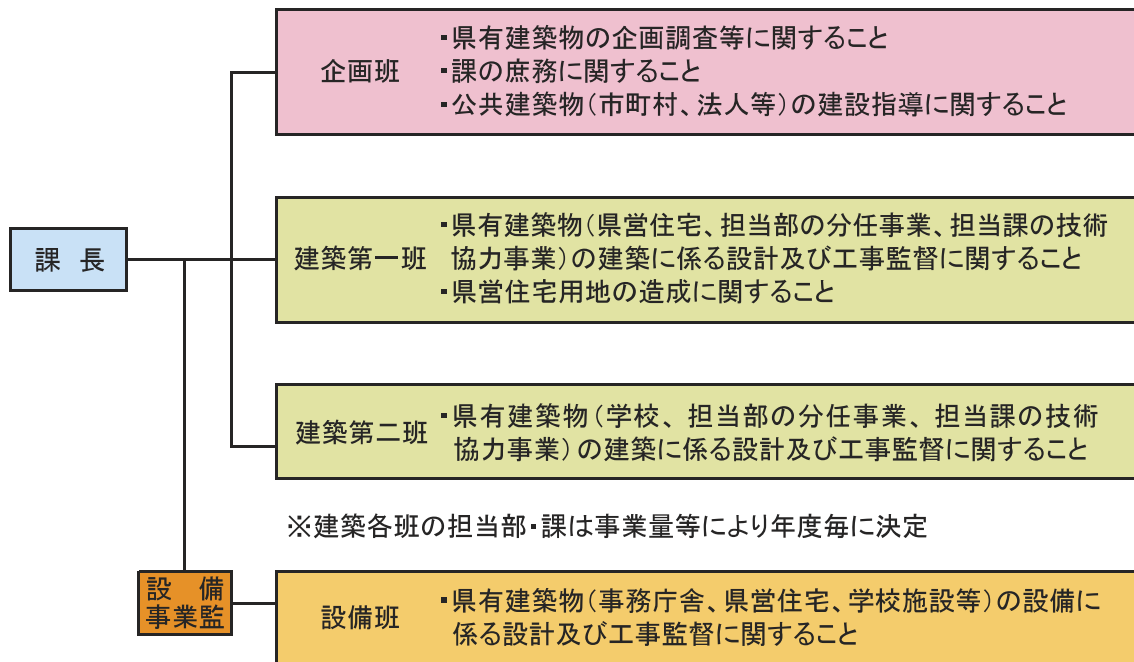 企画班
・県有建築物の企画調査等に関すること
・課の庶務に関すること
・公共建築物(市町村、法人等)の建設指導に関すること
課 長
建築第一班
・県有建築物(県営住宅、担当部の分任事業、担当課の技術
協力事業)の建築に係る設計及び工事監督に関すること
・県営住宅用地の造成に関すること
建築第二班
・県有建築物(学校、担当部の分任事業、担当課の技術
協力事業)の建築に係る設計及び工事監督に関すること
※建築各班の担当部・課は事業量等により年度毎に決定
設 備
事業監
設備班
・県有建築物(事務庁舎、県営住宅、学校施設等)の設備に
係る設計及び工事監督に関すること